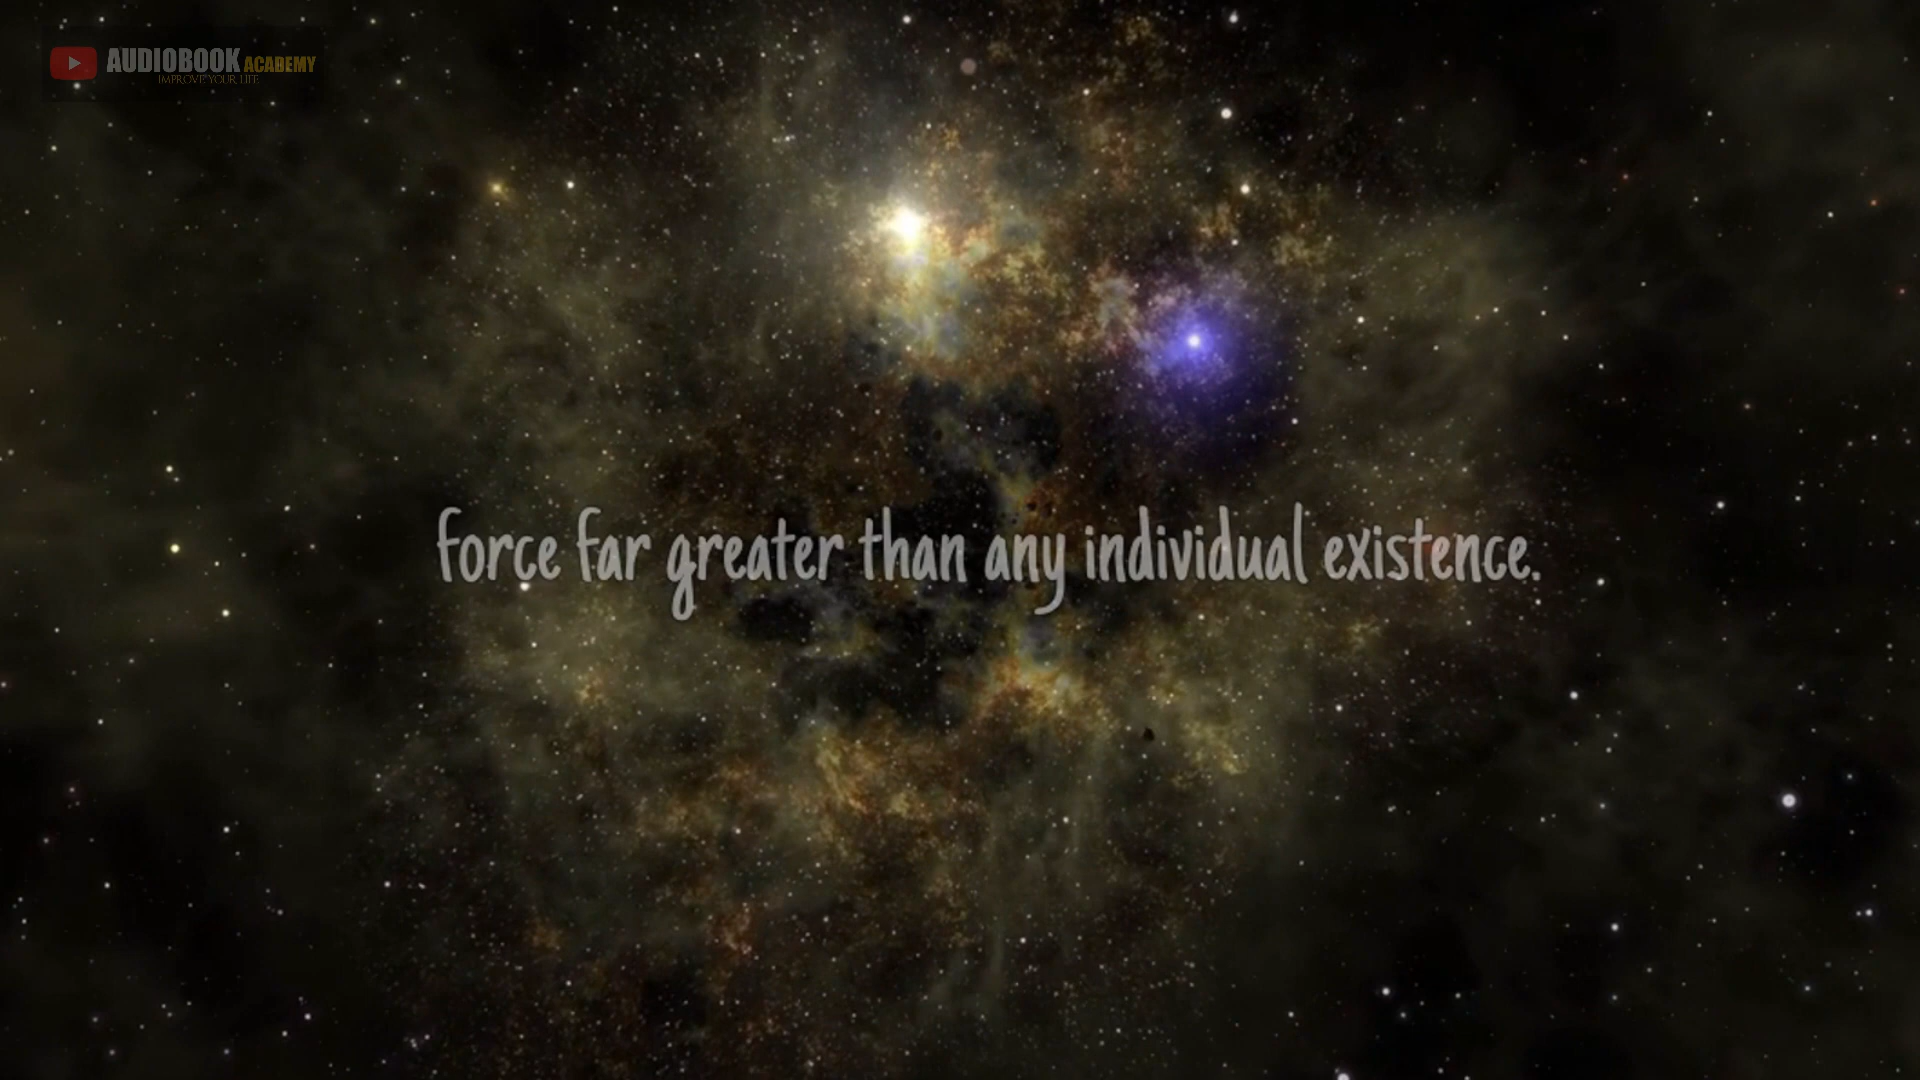 AUDIOBOOK ACADEMY
IMPROVE YOUR LIFE
force far greater than any individual existence.